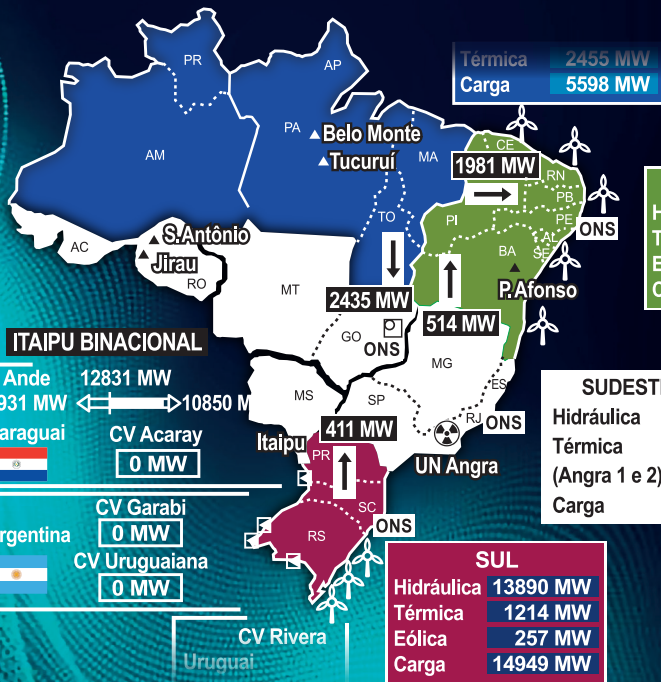 Térmica 2455 MW
Carga 5598 MW
PR
AP
PA
Belo Monte
Tucuruí
AM
MA
CE
1981 MW
RN
PB
PE
TO
PI
AL
SE
ONS
AC
S.Antônio
Jirau
RO
BA
P.Afonso
MT
2435 MW
514 MW
GO
ONS
MG
ES
ITAIPU BINACIONAL
Ande 12831 MW
931 MW 10850 M
araguai
CV Acaray
0 MW
MS
SP
RJ
ONS
Itaipu
411 MW
PR
UN Angra
SUDEST
Hidráulica
Térmica
(Angra 1 e 2)
Carga
CV Garabi
0 MW
rgentina
CV Uruguaiana
0 MW
SC
RS
ONS
SUL
Hidráulica 13890 MW
Térmica 1214 MW
Eólica 257 MW
Carga 14949 MW
CV Rivera
Uruguai
H
T
E
C